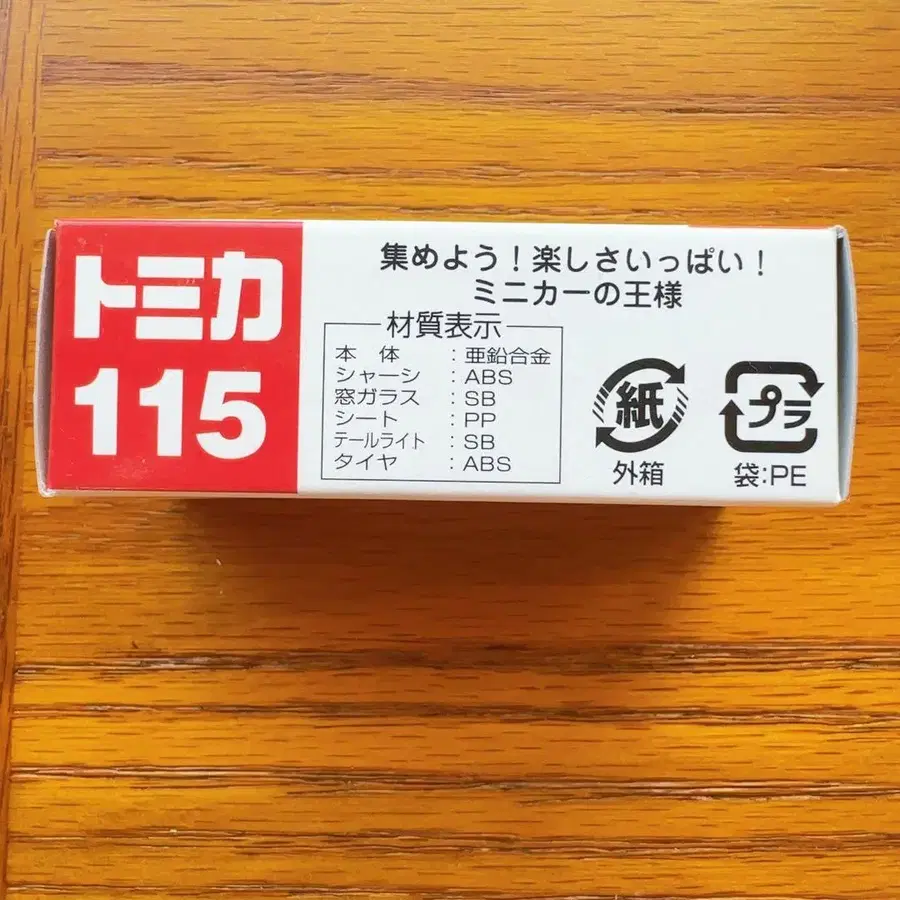 トミカ
115
集めよう!楽しさいっぱい!
ミニカーの王様
材質表示
本 体 :亜鉛合金
シャーシ :ABS
窓ガラス :SB
シート :PP
テールライト :SB
タイヤ :ABS
紙
外箱
プラ
袋:PE